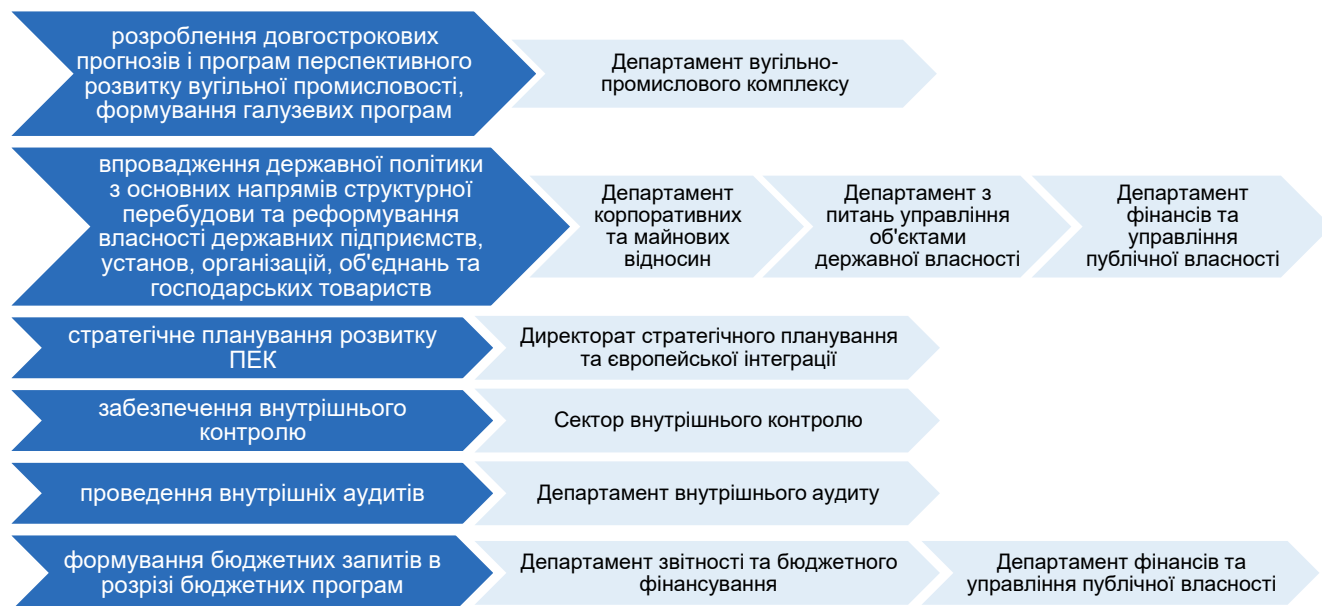 розроблення довгострокових
прогнозів і програм перспективного
розвитку вугільної промисловості,
формування галузевих програм
Департамент вугільно-
промислового комплексу
впровадження державної політики
з основних напрямів структурної
перебудови та реформування
власності державних підприємств,
установ, організацій, об'єднань та
господарських товариств
Департамент
корпоративних
та майнових
відносин
Департамент з
питань управління
об'єктами
державної власності
Департамент
фінансів та
управління
публічної власності
стратегічне планування розвитку
ПЕК
Директорат стратегічного планування
та європейської інтеграції
забезпечення внутрішнього
контролю
Сектор внутрішнього контролю
проведення внутрішніх аудитів
Департамент внутрішнього аудиту
формування бюджетних запитів в
розрізі бюджетних програм
Департамент звітності та бюджетного
фінансування
Департамент фінансів та
управління публічної власності